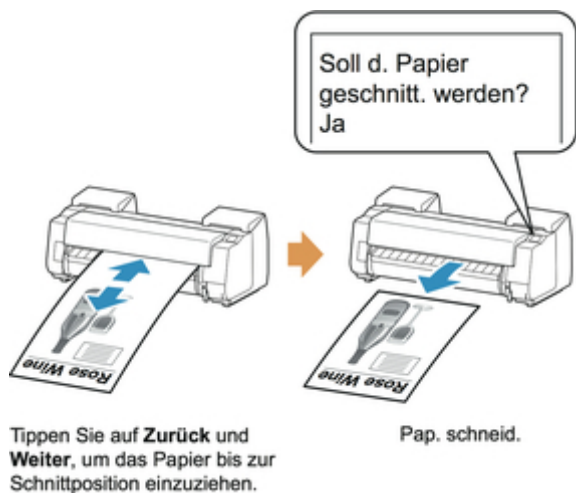 Soll d. Papier
geschnitt. werden?
Ja
Rose Wine
Rose Wine
Tippen Sie auf Zurück und
Weiter, um das Papier bis zur
Schnittposition einzuziehen.
Pap. schneid.